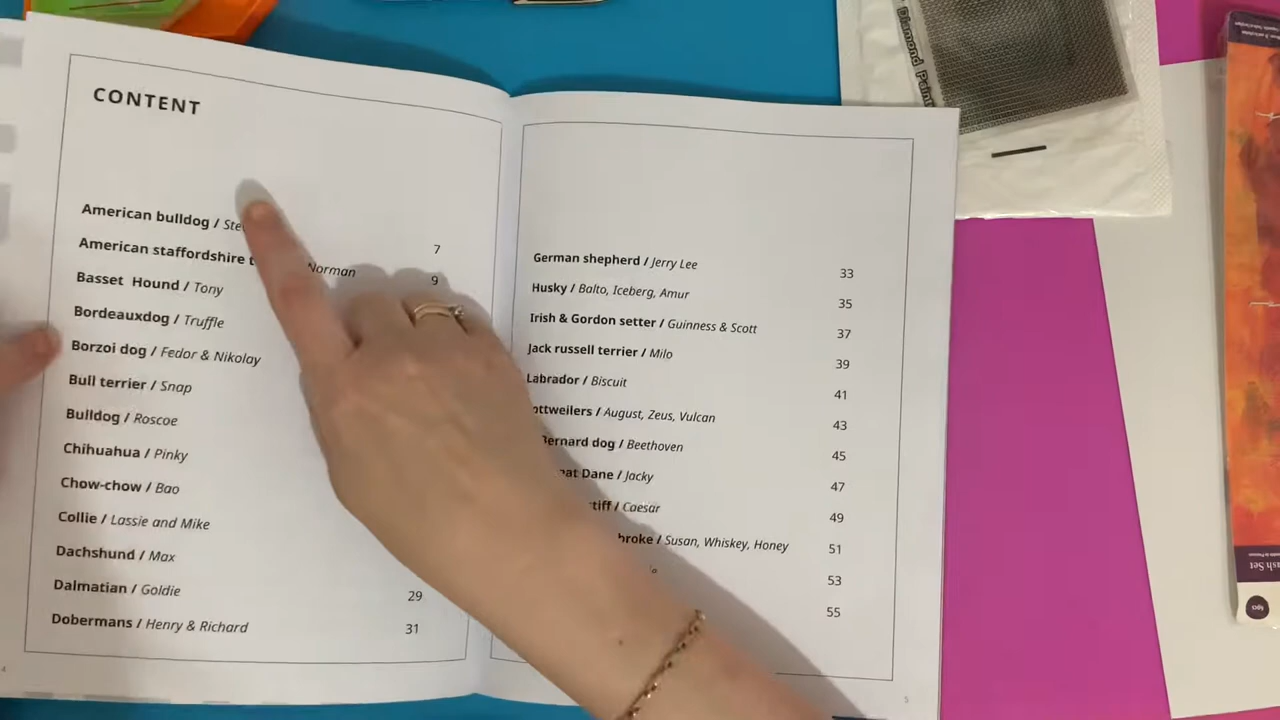 CONTENT
American bulldog /
7
American staffordshire Norman
9
Basset Hound / Tony
Bordeauxdog / Truffle
Borzoi dog / Fedor & Nikolay
Bull terrier / Snap
Bulldog / Roscoe
Chihuahua / Pinky
Chow-chow / Bao
Collie / Lassie and Mike
Dachshund / Max
Dalmatian / Goldie
29
Dobermans / Henry & Richard
31
4
German shepherd / Jerry Lee
33
Husky / Balto, Iceberg, Amur
35
Irish & Gordon setter / Guinness & Scott
37
Jack russell terrier / Milo
39
Labrador / Biscuit
41
/ August, Zeus, Vulcan
43
Bernard dog / Beethoven
45
Dane / Jacky
47
/ Caesar
49
/ Susan, Whiskey, Honey
51
53
55
5
Diamond